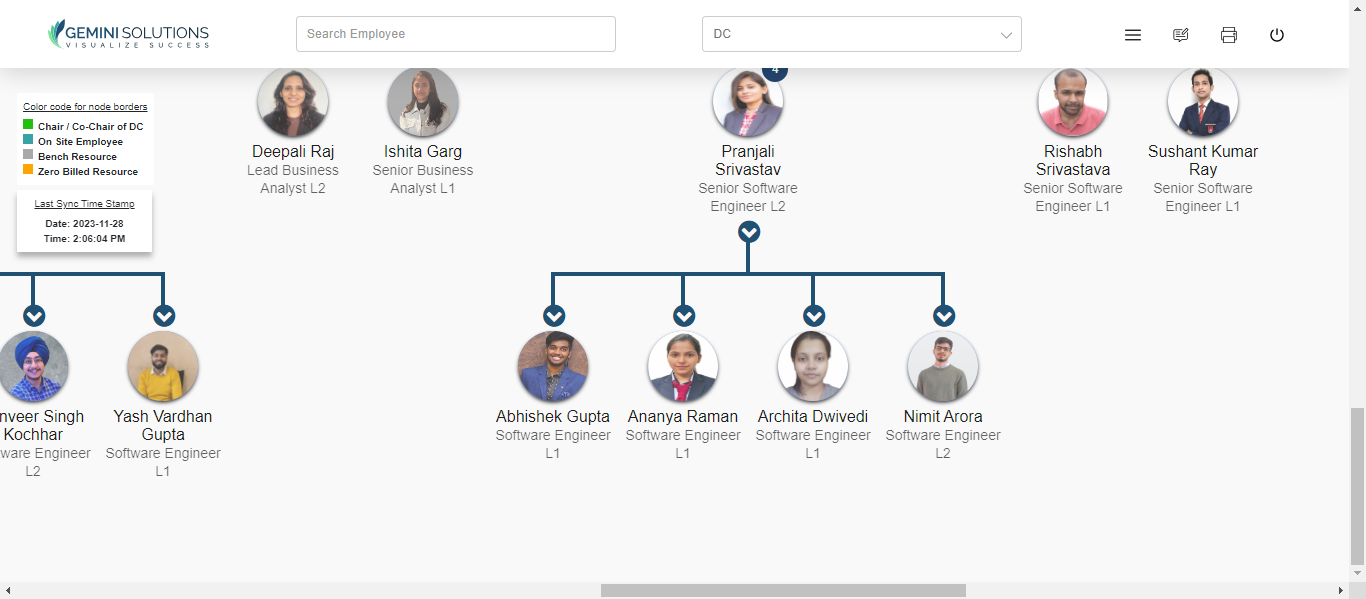 GEMINI SOLUTIONS
VISUALIZE SUCCESS
Search Employee
DC
4
Color code for node borders
Chair / Co-Chair of DC
On Site Employee
Bench Resource
Zero Billed Resource
Last Sync Time Stamp
Date: 2023-11-28
Time: 2:06:04 PM
Deepali Raj
Lead Business
Analyst L2
Ishita Garg
Senior Business
Analyst L1
Pranjali
Srivastav
Senior Software
Engineer L2
Rishabh
Srivastava
Senior Software
Engineer L1
Sushant Kumar
Ray
Senior Software
Engineer L1
nveer Singh
Kochhar
ware Engineer
L2
Yash Vardhan
Gupta
Software Engineer
L1
Abhishek Gupta
Software Engineer
L1
Ananya Raman
Software Engineer
L1
Archita Dwivedi
Software Engineer
L1
Nimit Arora
Software Engineer
L2